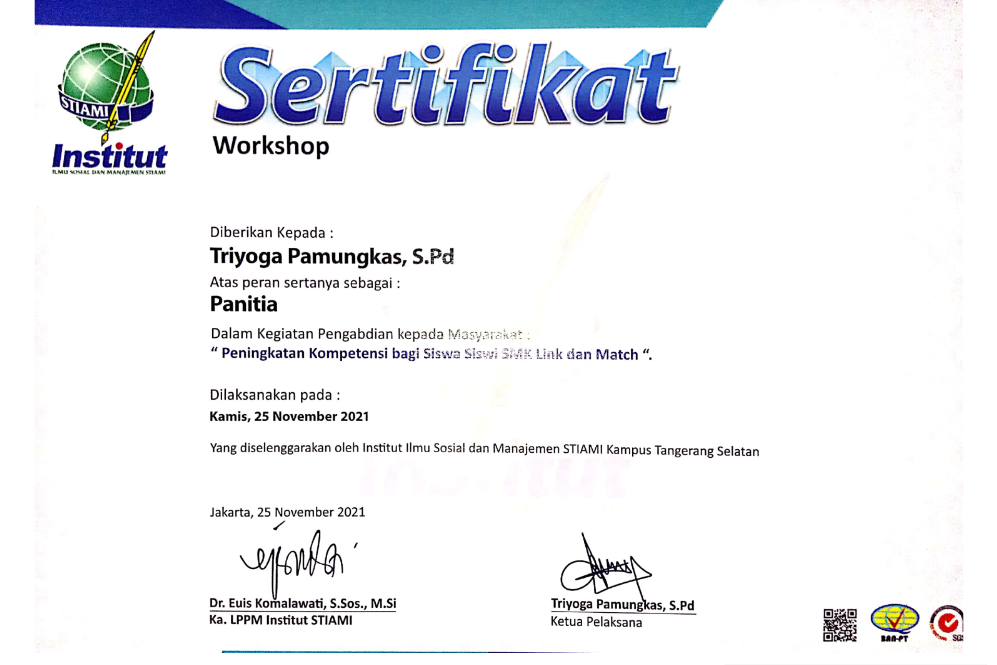 STIAMI
Institut
ILMU SOSIAL DAN MANAJEMEN STIAMI
Sertifikat
Workshop
Diberikan Kepada :
Triyoga Pamungkas, S.Pd
Atas peran sertanya sebagai :
Panitia
Dalam Kegiatan Pengabdian kepada Masyarakat :
“ Peningkatan Kompetensi bagi Siswa Siswi SMK Link dan Match “.
Dilaksanakan pada :
Kamis, 25 November 2021
Yang diselenggarakan oleh Institut Ilmu Sosial dan Manajemen STIAMI Kampus Tangerang Selatan
Jakarta, 25 November 2021
Dr. Euis Komalawati, S.Sos., M.Si
Ka. LPPM Institut STIAMI
Triyoga Pamungkas, S.Pd
Ketua Pelaksana
BAN-PT
SGS